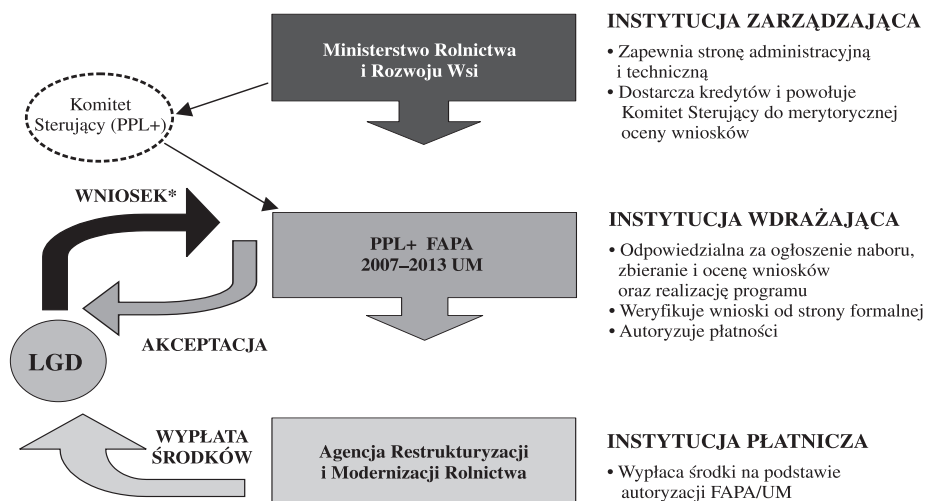 Ministerstwo Rolnictwa
i Rozwoju Wsi
INSTYTUCJA ZARZĄDZAJĄCA
• Zapewnia stronę administracyjną
i techniczną
• Dostarcza kredytów i powołuje
Komitet Sterujący do merytorycznej
oceny wniosków
Komitet
Sterujący (PPL+)
WNIOSEK*
PPL+ FAPA
2007–2013 UM
INSTYTUCJA WDRAŻAJĄCA
• Odpowiedzialna za ogłoszenie naboru,
zbieranie i ocenę wniosków
oraz realizację programu
• Weryfikuje wnioski od strony formalnej
• Autoryzuje płatności
AKCEPTACJA
LGD
WYPŁATA
ŚRODKÓW
Agencja Restrukturyzacji
i Modernizacji Rolnictwa
INSTYTUCJA PŁATNICZA
• Wypłaca środki na podstawie
autoryzacji FAPA/UM